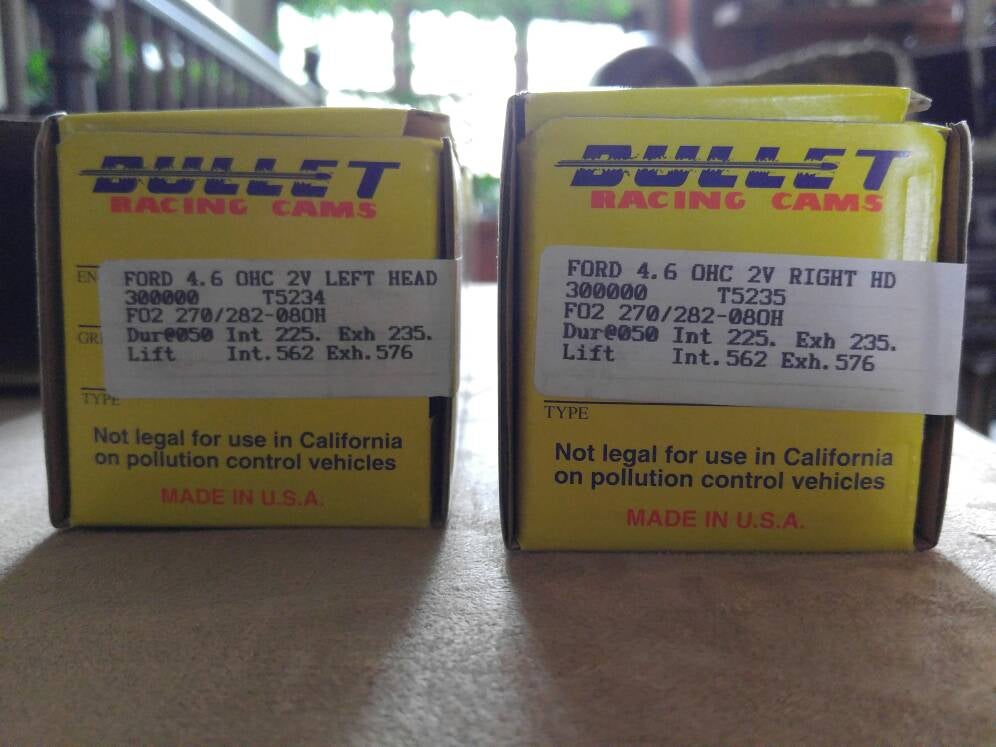 BULLET
RACING CAMS
EN
FORD 4.6 OHC 2V LEFT HEAD
300000 T5234
FO2 270/282-080H
GR
Dur@050 Int 225. Exh 235.
Lift Int.562 Exh.576
TYPE
Not legal for use in California
on pollution control vehicles
MADE IN U.S.A.
BULLET
RACING CAMS
FORD 4.6 OHC 2V RIGHT HD
300000 T5235
FO2 270/282-080H
Dur@050 Int 225. Exh 235.
Lift Int.562 Exh.576
TYPE
Not legal for use in California
on pollution control vehicles
MADE IN U.S.A.